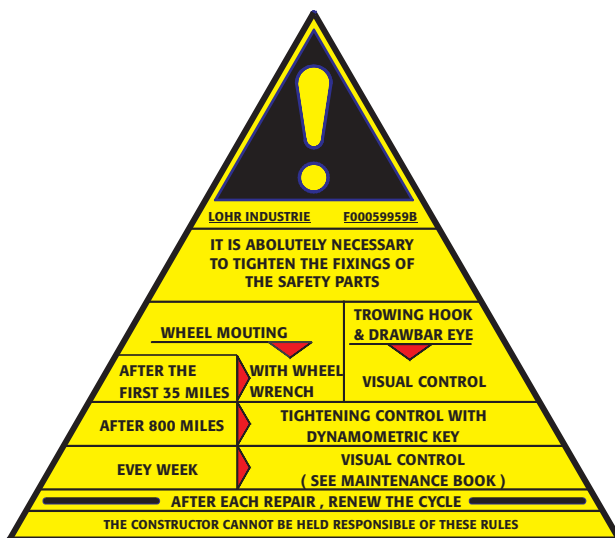 LOHR INDUSTRIE F00059959B
IT IS ABOLUTELY NECESSARY
TO TIGHTEN THE FIXINGS OF
THE SAFETY PARTS
WHEEL MOUTING
TROWING HOOK
& DRAWBAR EYE
AFTER THE
FIRST 35 MILES
WITH WHEEL
WRENCH
VISUAL CONTROL
AFTER 800 MILES
TIGHTENING CONTROL WITH
DYNAMOMETRIC KEY
EVEY WEEK
VISUAL CONTROL
( SEE MAINTENANCE BOOK )
AFTER EACH REPAIR , RENEW THE CYCLE
THE CONSTRUCTOR CANNOT BE HELD RESPONSIBLE OF THESE RULES